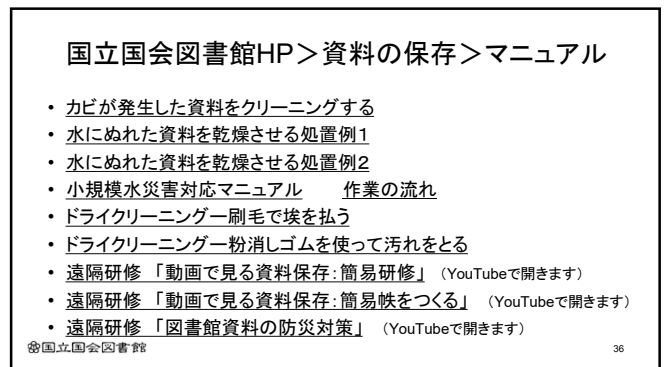 国立国会図書館HP＞資料の保存＞マニュアル
• カビが発生した資料をクリーニングする
• 水にぬれた資料を乾燥させる処置例１
• 水にぬれた資料を乾燥させる処置例２
• 小規模水災害対応マニュアル　　作業の流れ
• ドライクリーニングー刷毛で埃を払う
• ドライクリーニングー粉消しゴムを使って汚れをとる
• 遠隔研修 「動画で見る資料保存：簡易研修」 （YouTubeで開きます）
• 遠隔研修 「動画で見る資料保存：簡易帙をつくる」 （YouTubeで開きます）
• 遠隔研修 「図書館資料の防災対策」 （YouTubeで開きます）
国立国会図書館 36